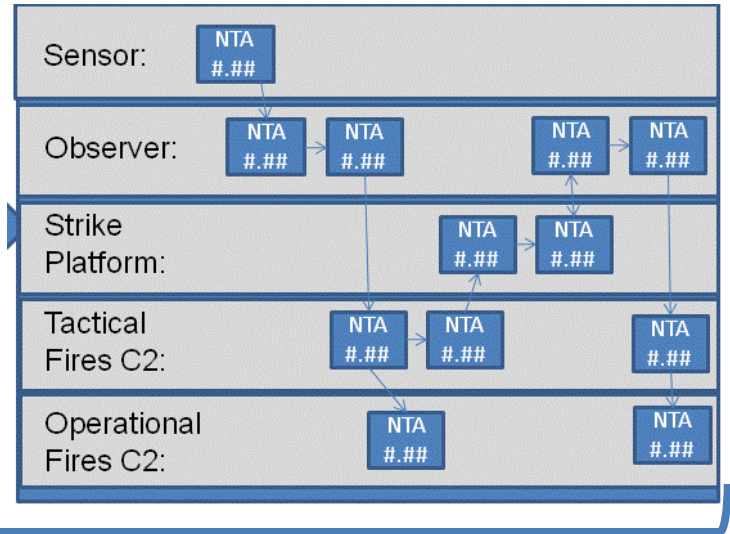 Sensor:
NTA
#.##
Observer:
NTA
#.##
NTA
#.##
NTA
#.##
NTA
#.##
Strike
Platform:
NTA
#.##
NTA
#.##
Tactical
Fires C2:
NTA
#.##
NTA
#.##
NTA
#.##
Operational
Fires C2:
NTA
#.##
NTA
#.##